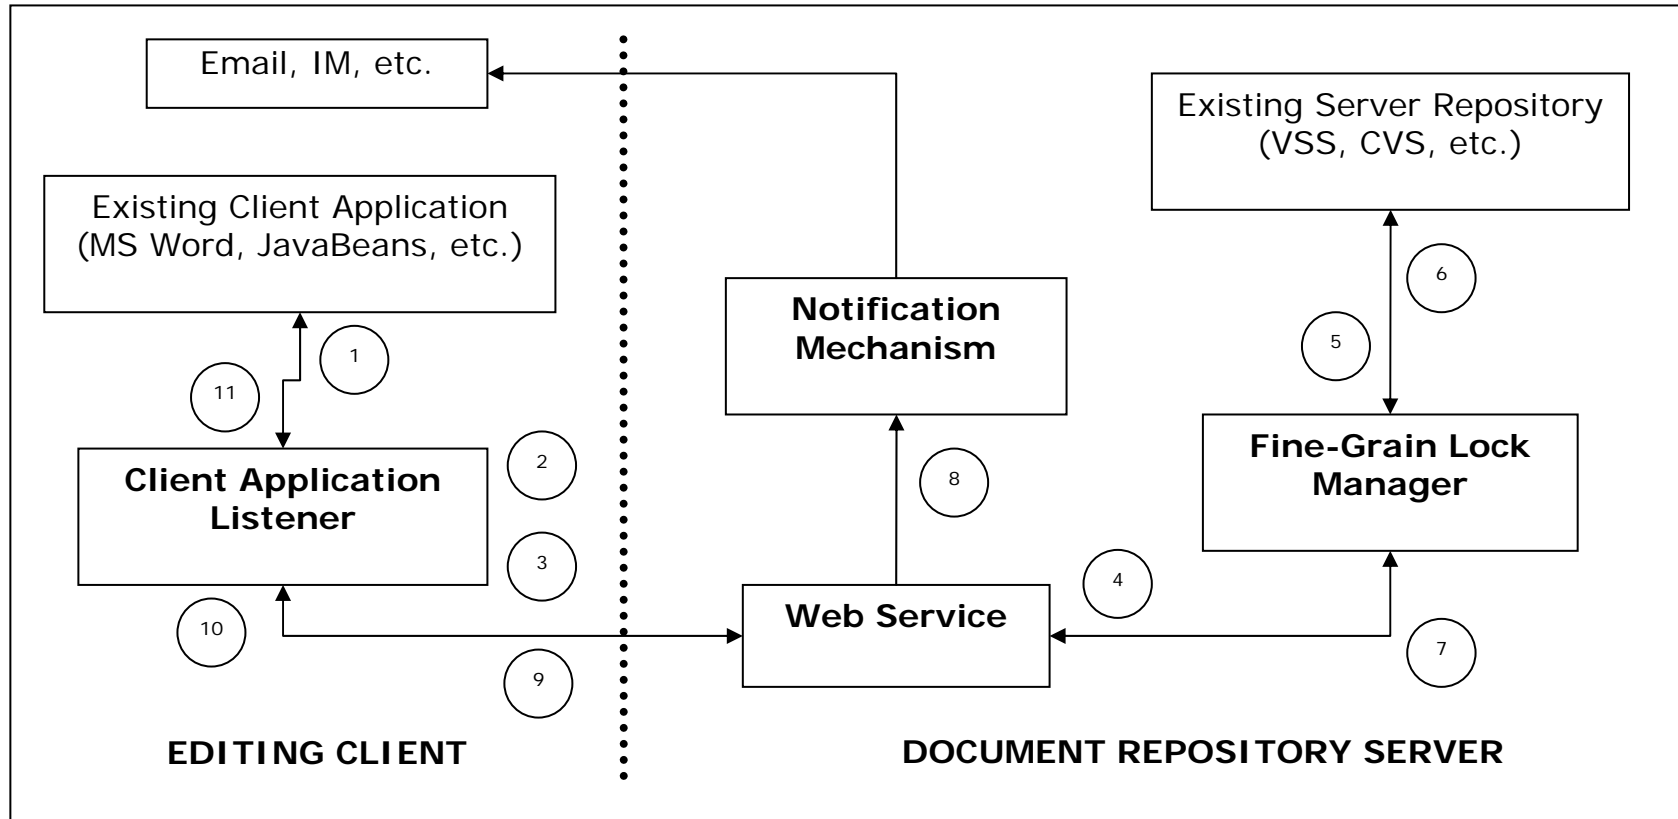 Email, IM, etc.
Existing Server Repository
(VSS, CVS, etc.)
Existing Client Application
(MS Word, JavaBeans, etc.)
6
Notification
Mechanism
5
1
11
Client Application
Listener
2
Fine-Grain Lock
Manager
8
3
4
Web Service
10
7
9
EDITING CLIENT
DOCUMENT REPOSITORY SERVER